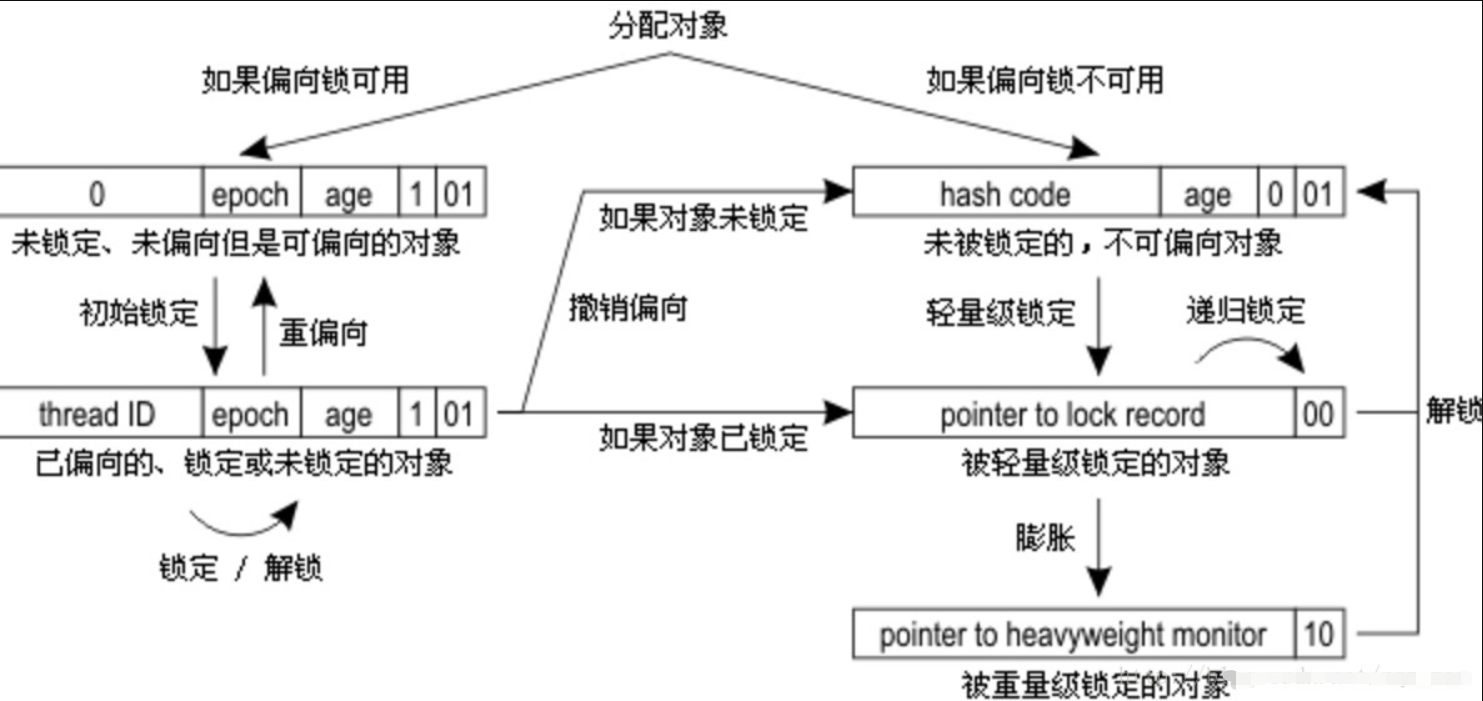 分配对象
如果偏向锁可用
如果偏向锁不可用
0 epoch age 1 01
hash code age 0 01
未锁定、未偏向但是可偏向的对象
如果对象未锁定
未被锁定的，不可偏向对象
初始锁定
重偏向
撤销偏向
轻量级锁定
递归锁定
thread ID epoch age 1 01
pointer to lock record 00
解锁
已偏向的、锁定或未锁定的对象
如果对象已锁定
被轻量级锁定的对象
锁定 / 解锁
膨胀
pointer to heavyweight monitor 10
被重量级锁定的对象